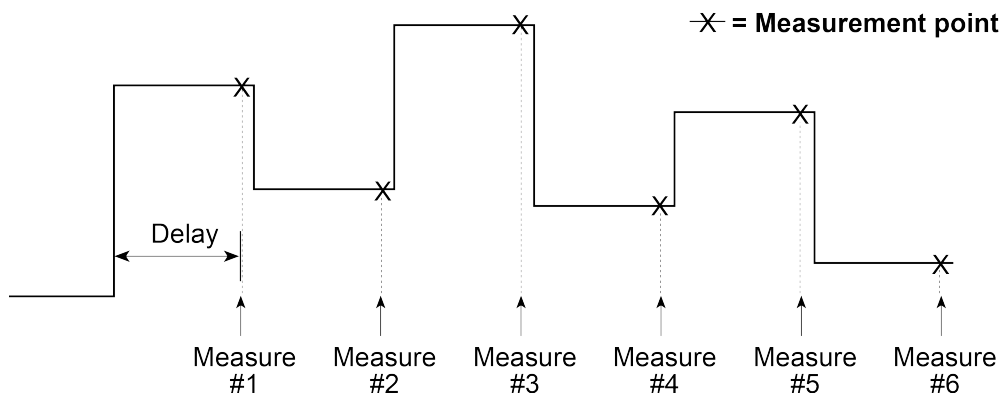 X = Measurement point
Delay
Measure
#1
Measure
#2
Measure
#3
Measure
#4
Measure
#5
Measure
#6